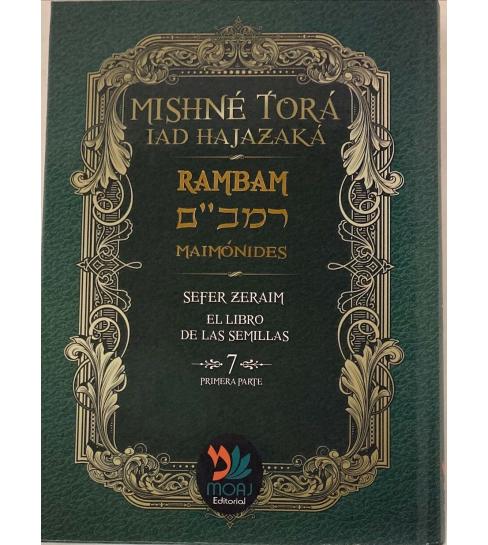 MISHNÉ TORÁ
IAD HAJAZAKÁ
RAMBAM
רמב"ם
MAIMÓNIDES
SEFER ZERAIM
EL LIBRO
DE LAS SEMILLAS
7
PRIMERA PARTE
MOAJ
Editorial